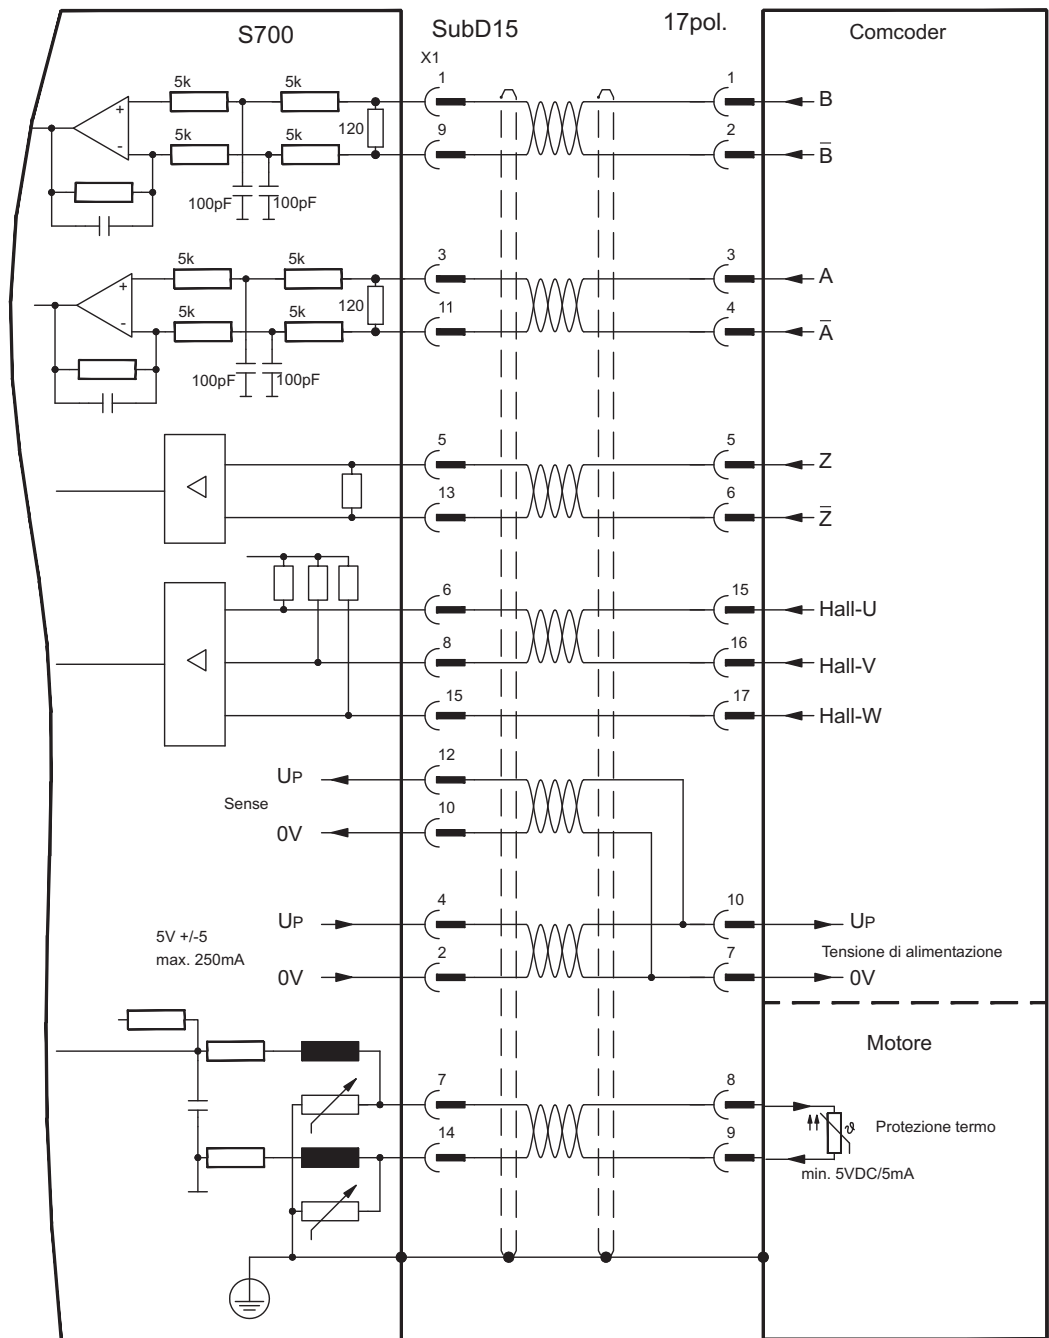 S700
SubD15
17pol.
Comcoder
X1
5k
5k
1
1
B
120
5k
5k
9
2
B̅
100pF
100pF
+
-
5k
5k
3
3
A
120
5k
5k
11
4
A̅
100pF
100pF
+
-
5
5
Z
13
6
Z̅
6
15
Hall-U
8
16
Hall-V
15
17
Hall-W
UP
12
Sense
0V
10
UP
4
10
UP
5V +/-5
max. 250mA
Tensione di alimentazione
0V
2
7
0V
Motore
7
8
ϑ
Protezione termo
14
9
min. 5VDC/5mA